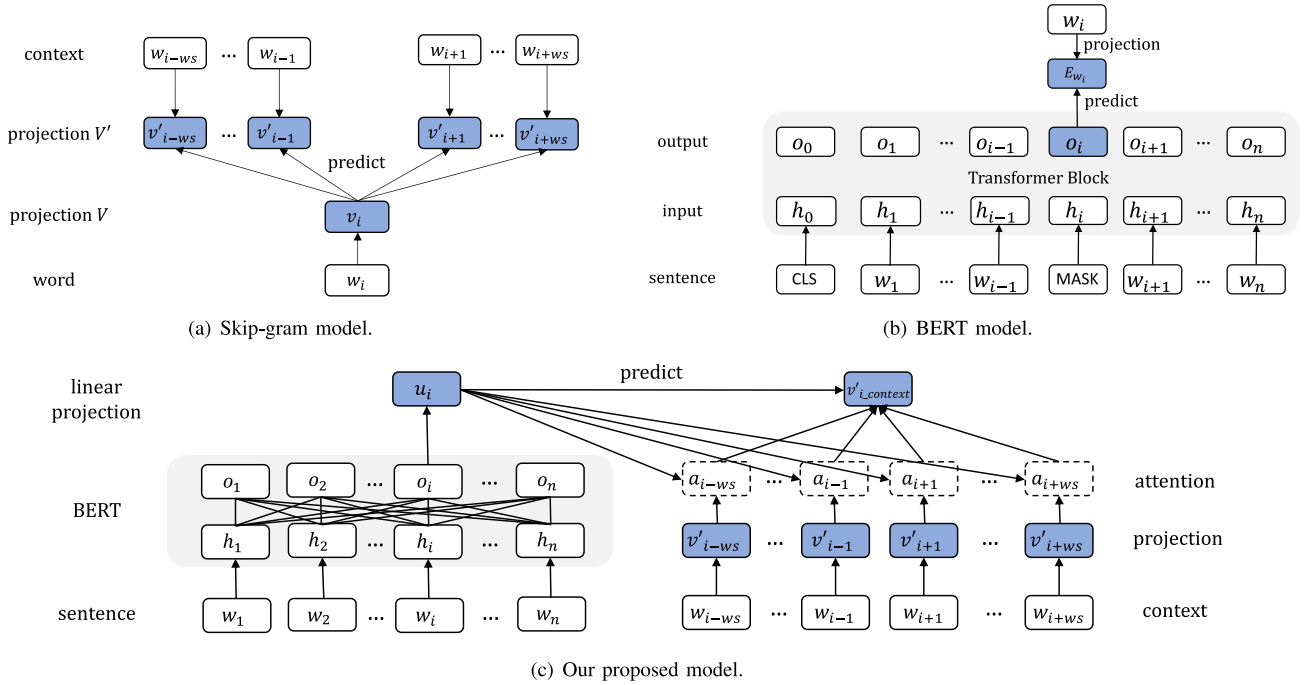 context w_{i-ws} ... w_{i-1} w_{i+1} ... w_{i+ws}
projection V' v'_{i-ws} ... v'_{i-1} v'_{i+1} ... v'_{i+ws}
predict
projection V v_i
word w_i
(a) Skip-gram model.
w_i
projection
E_{w_i}
predict
output o_0 o_1 ... o_{i-1} o_i o_{i+1} ... o_n
Transformer Block
input h_0 h_1 ... h_{i-1} h_i h_{i+1} ... h_n
sentence CLS w_1 ... w_{i-1} MASK w_{i+1} ... w_n
(b) BERT model.
linear
projection
u_i predict v'_{i_context}
BERT
o_1 o_2 ... o_i ... o_n
h_1 h_2 ... h_i ... h_n
sentence w_1 w_2 ... w_i ... w_n
a_{i-ws} ... a_{i-1} a_{i+1} ... a_{i+ws} attention
v'_{i-ws} ... v'_{i-1} v'_{i+1} ... v'_{i+ws} projection
w_{i-ws} ... w_{i-1} w_{i+1} ... w_{i+ws} context
(c) Our proposed model.